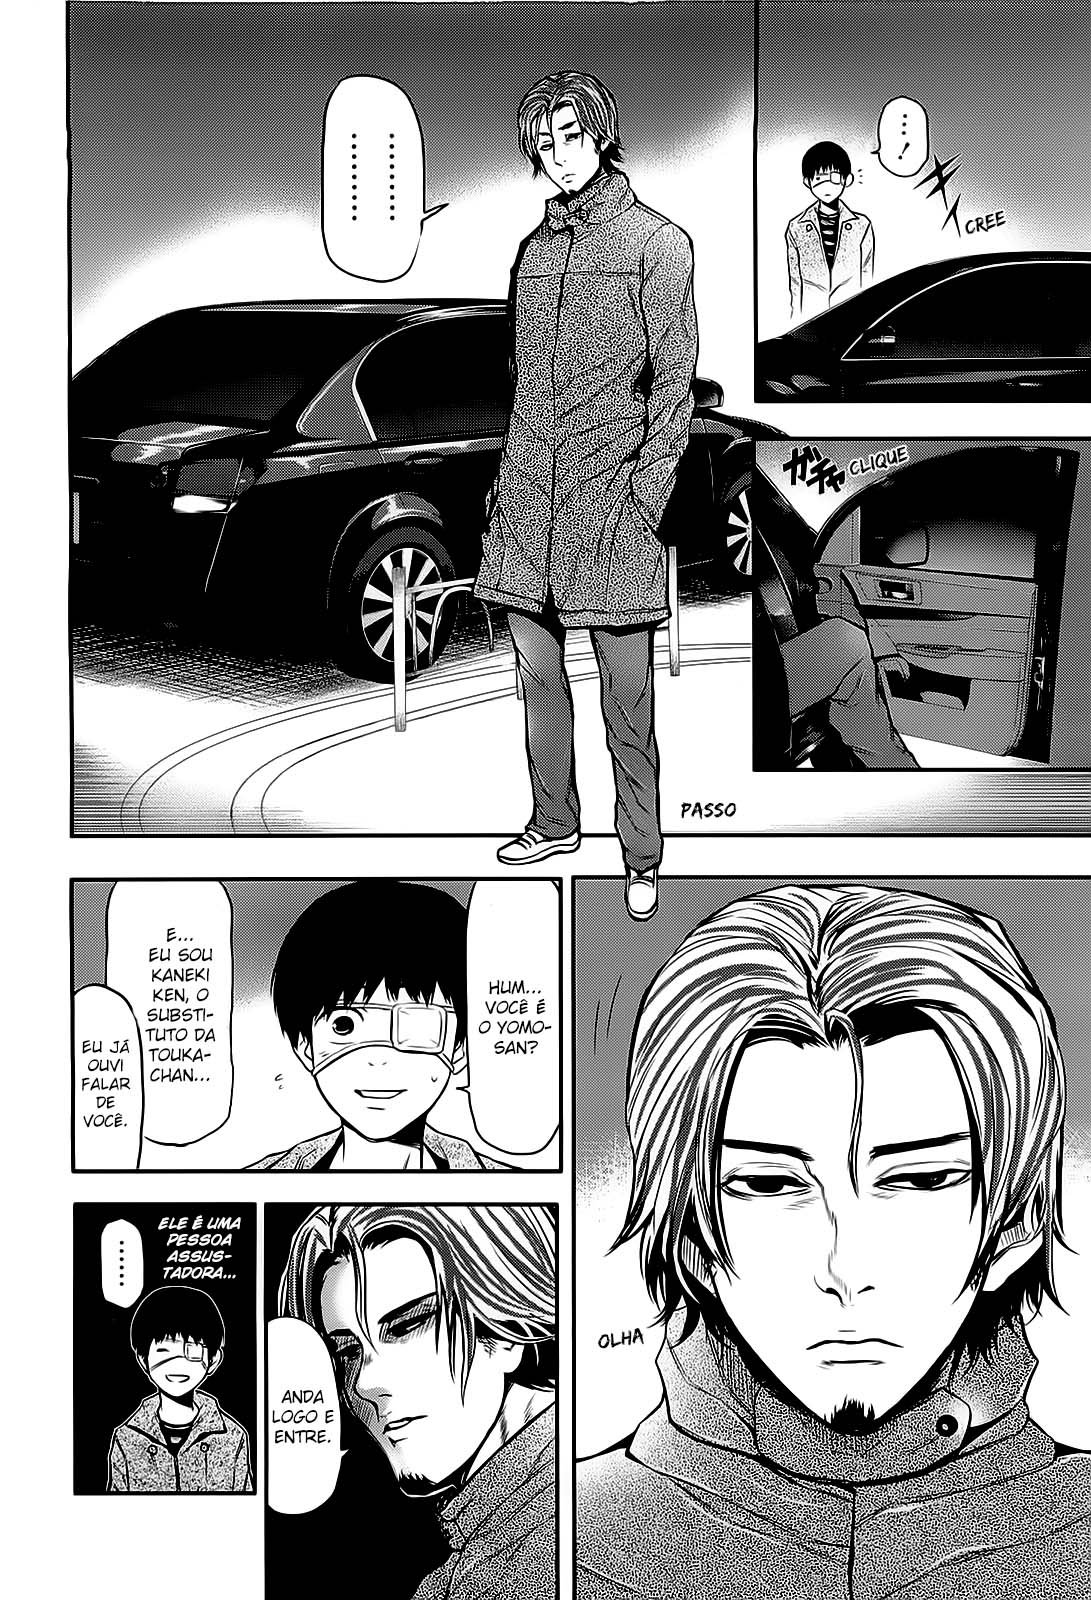 ...!
CREE
ガチャ
CLIQUE
...........
PASSO
HUM...
VOCÊ É
O YOMO-
SAN?
E...
EU SOU
KANEKI
KEN, O
SUBSTI-
TUTO DA
TOUKA-
CHAN...
EU JÁ
OUVI
FALAR
DE
VOCÊ.
OLHA
ANDA
LOGO E
ENTRE.
ELE É UMA
PESSOA
ASSUS-
TADORA...
......